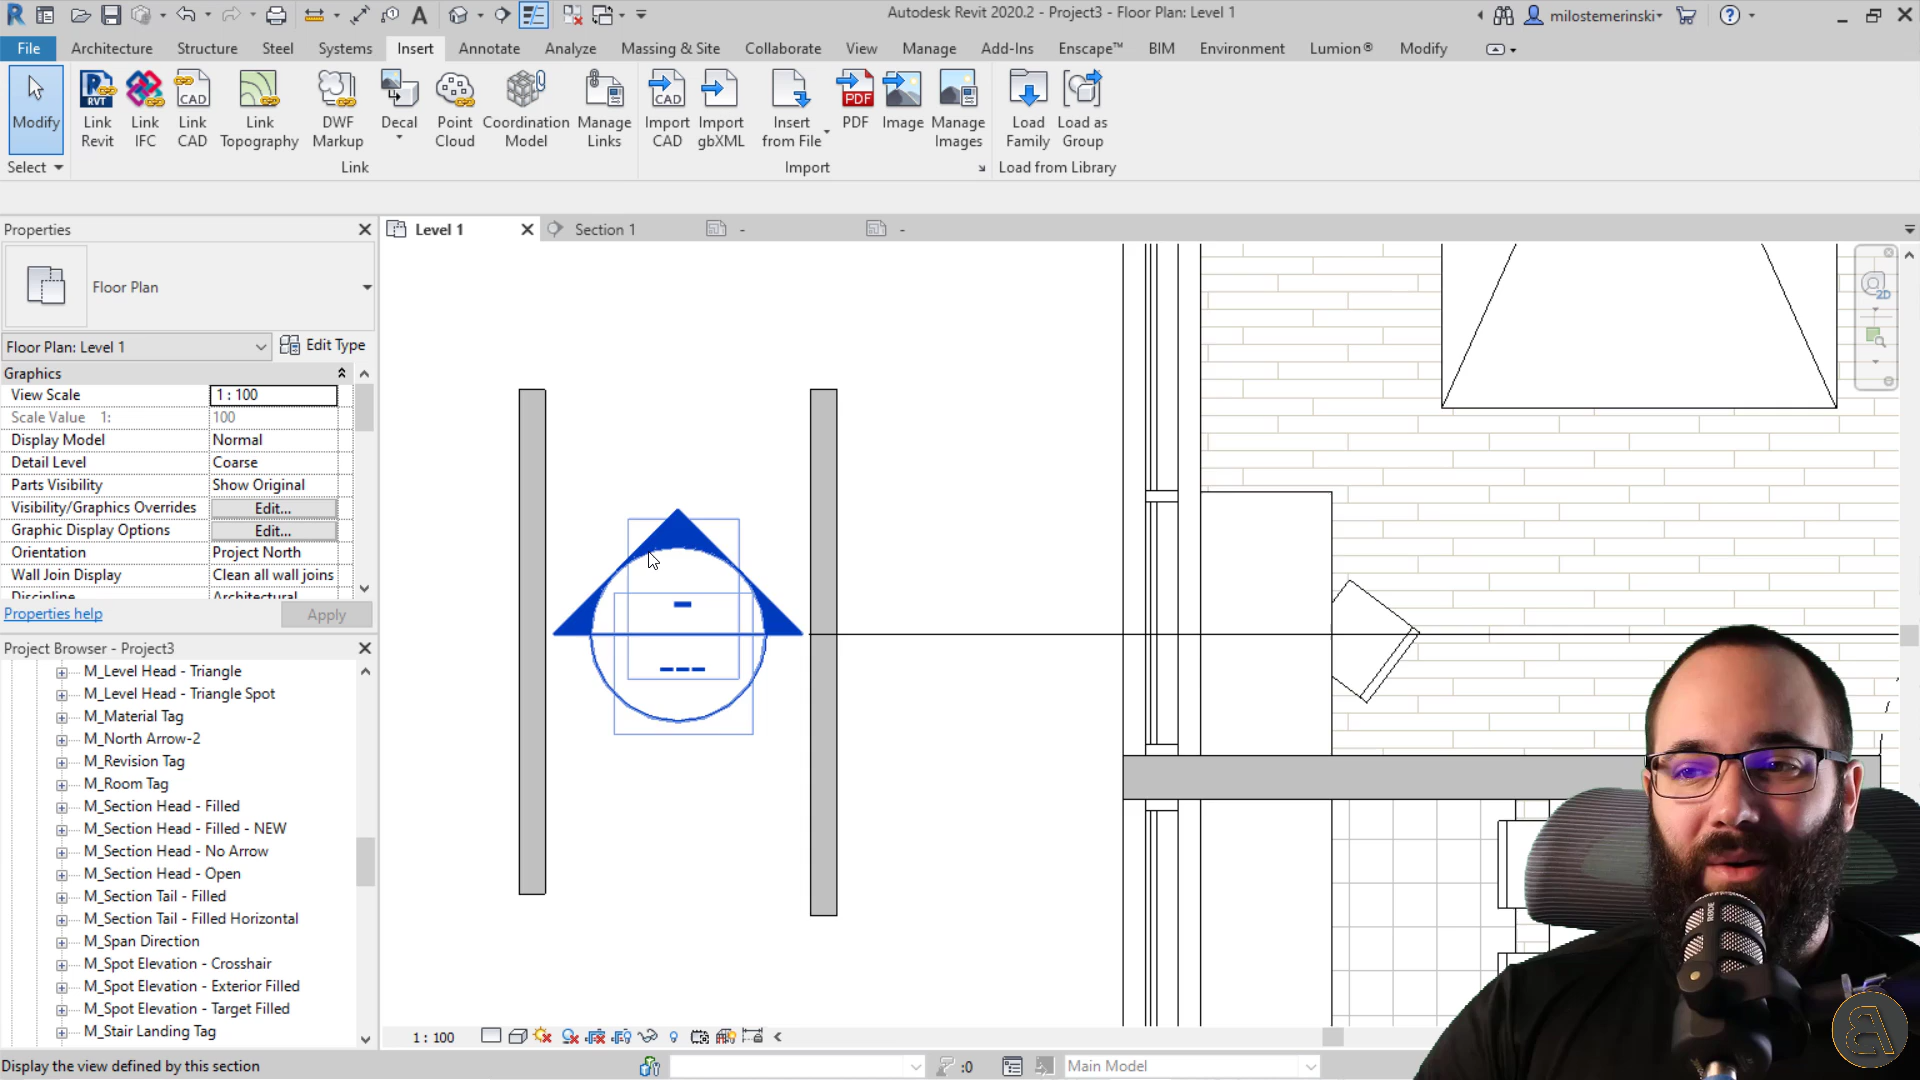 Autodesk Revit 2020.2 - Project3 - Floor Plan: Level 1
milostemerinski
File
Architecture
Structure
Steel
Systems
Insert
Annotate
Analyze
Massing & Site
Collaborate
View
Manage
Add-Ins
Enscape™
BIM
Environment
Lumion®
Modify
Modify
Link Revit
Link IFC
Link CAD
Link Topography
DWF Markup
Decal
Point Cloud
Coordination Model
Manage Links
Import CAD
Import gbXML
Insert from File
PDF
Image
Manage Images
Load Family
Load as Group
Select
Link
Import
Load from Library
Properties
Level 1
Section 1
-
-
Floor Plan
Floor Plan: Level 1
Edit Type
Graphics
View Scale 1 : 100
Scale Value 1: 100
Display Model Normal
Detail Level Coarse
Parts Visibility Show Original
Visibility/Graphics Overrides Edit...
Graphic Display Options Edit...
Orientation Project North
Wall Join Display Clean all wall joins
Discipline Architectural
Properties help
Apply
Project Browser - Project3
M_Level Head - Triangle
M_Level Head - Triangle Spot
M_Material Tag
M_North Arrow-2
M_Revision Tag
M_Room Tag
M_Section Head - Filled
M_Section Head - Filled - NEW
M_Section Head - No Arrow
M_Section Head - Open
M_Section Tail - Filled
M_Section Tail - Filled Horizontal
M_Span Direction
M_Spot Elevation - Crosshair
M_Spot Elevation - Exterior Filled
M_Spot Elevation - Target Filled
M_Stair Landing Tag
-
---
2D
RVT
CAD
CAD
PDF
RØDE
1 : 100
Display the view defined by this section
:0
Main Model